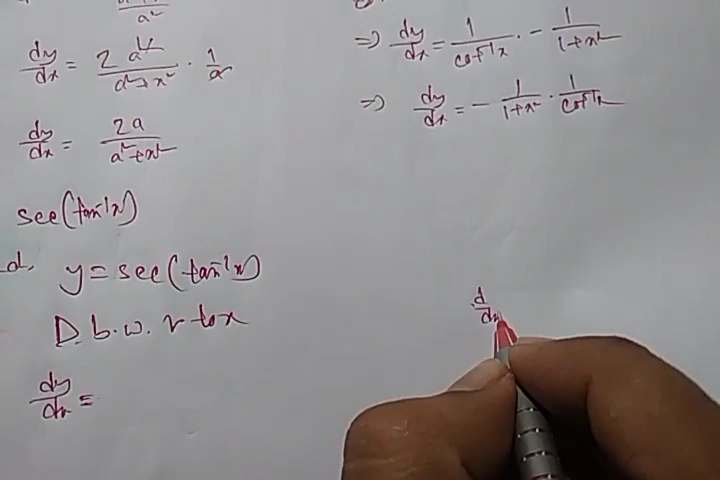 a²
dy/dx = 2a²/(a²+x²) · 1/a
dy/dx = 2a/(a²+x²)
sec(tan⁻¹x)
d. y = sec(tan⁻¹x)
D.b.w.r to x
dy/dx =
⇒ dy/dx = 1/cot⁻¹x · - 1/(1+x²)
⇒ dy/dx = - 1/(1+x²) · 1/cot⁻¹x
d/dx